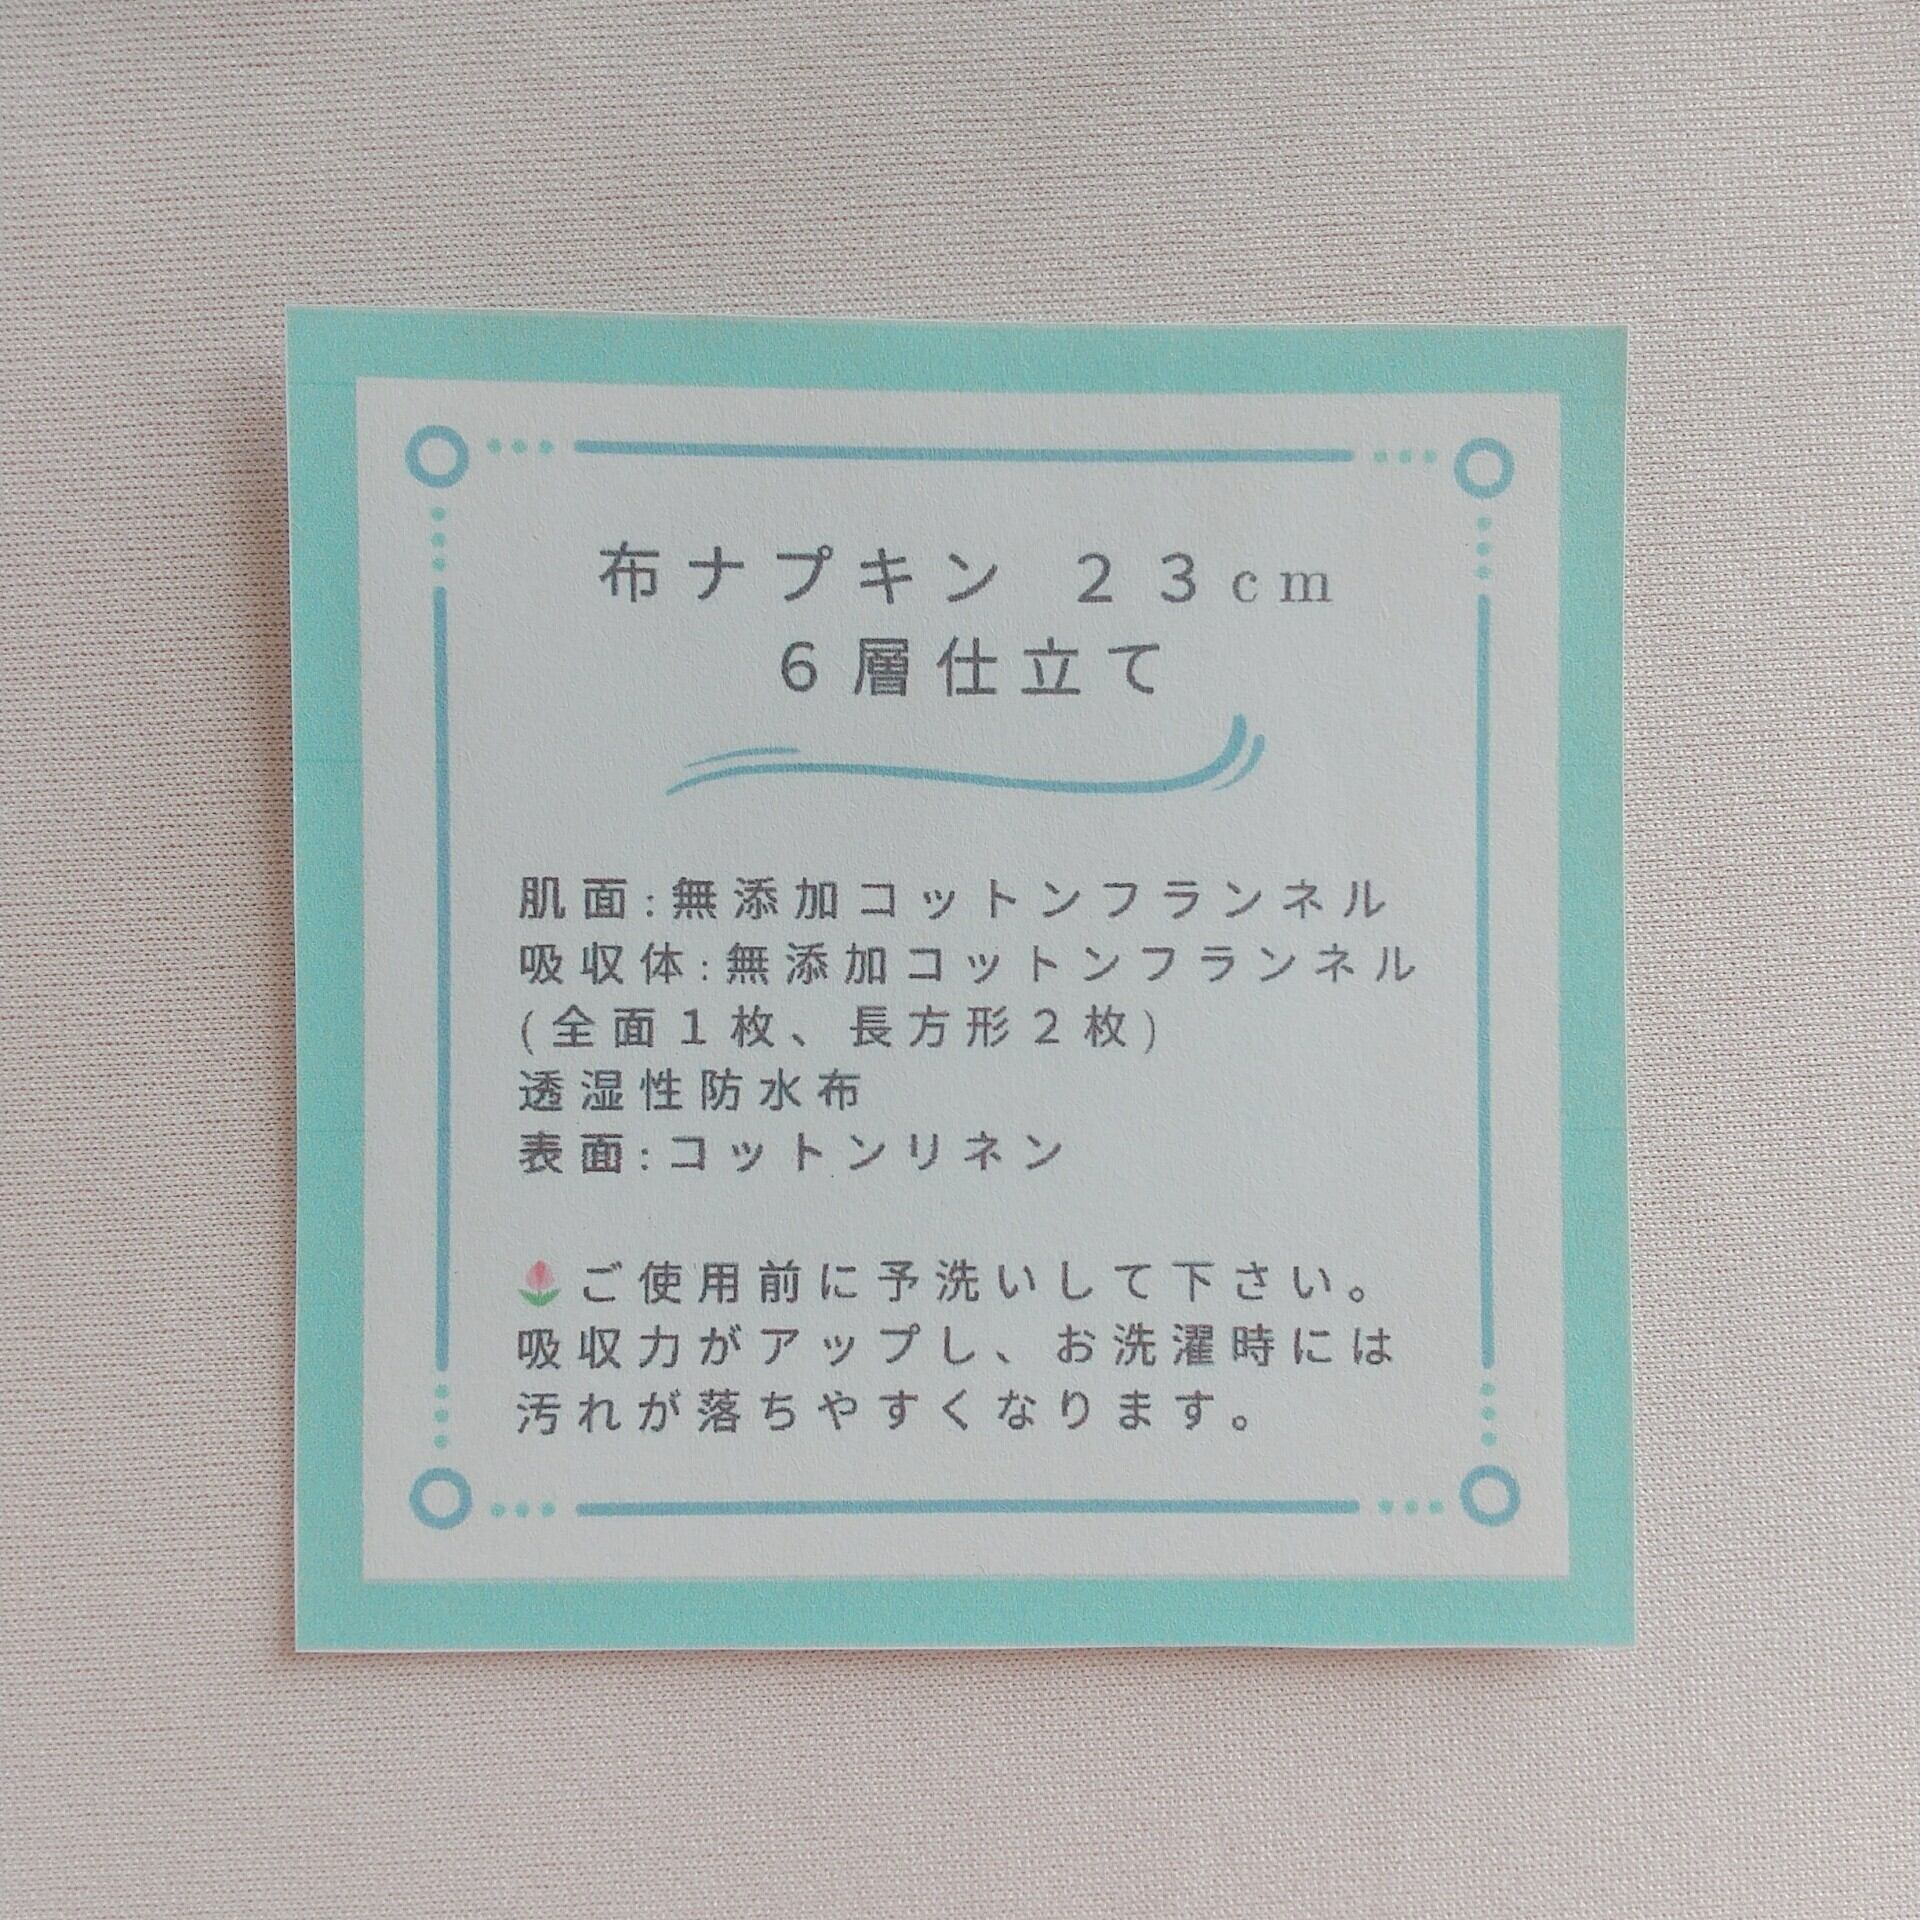 布ナプキン 23cm
6層仕立て
肌面:無添加コットンフランネル
吸収体:無添加コットンフランネル
(全面1枚、長方形2枚)
透湿性防水布
表面:コットンリネン
🌷ご使用前に予洗いして下さい。
吸収力がアップし、お洗濯時には
汚れが落ちやすくなります。